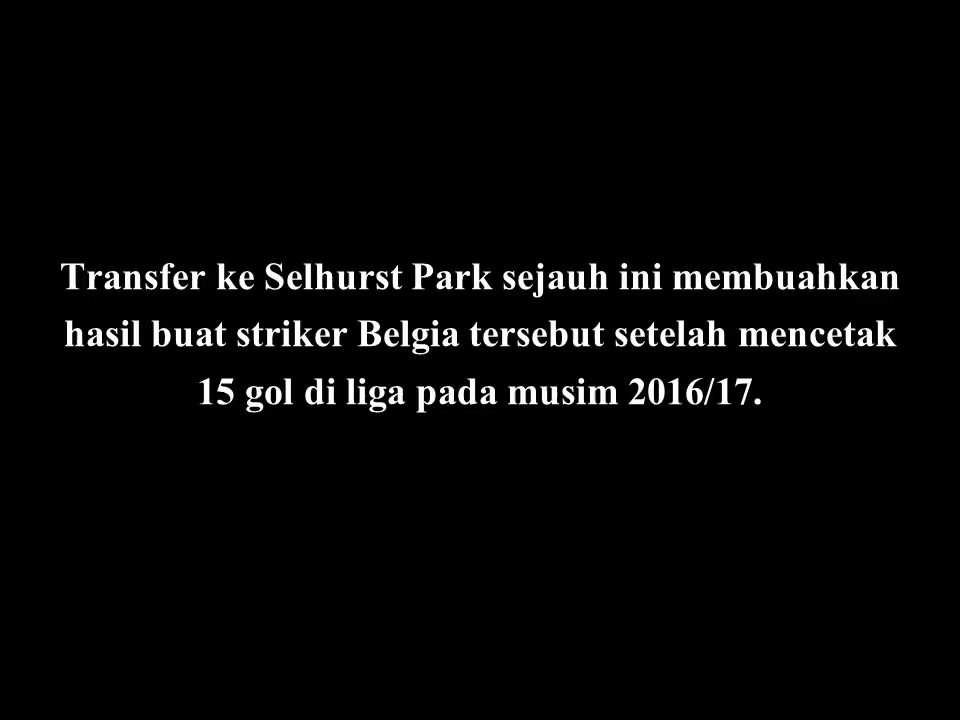 Transfer ke Selhurst Park sejauh ini membuahkan
hasil buat striker Belgia tersebut setelah mencetak
15 gol di liga pada musim 2016/17.